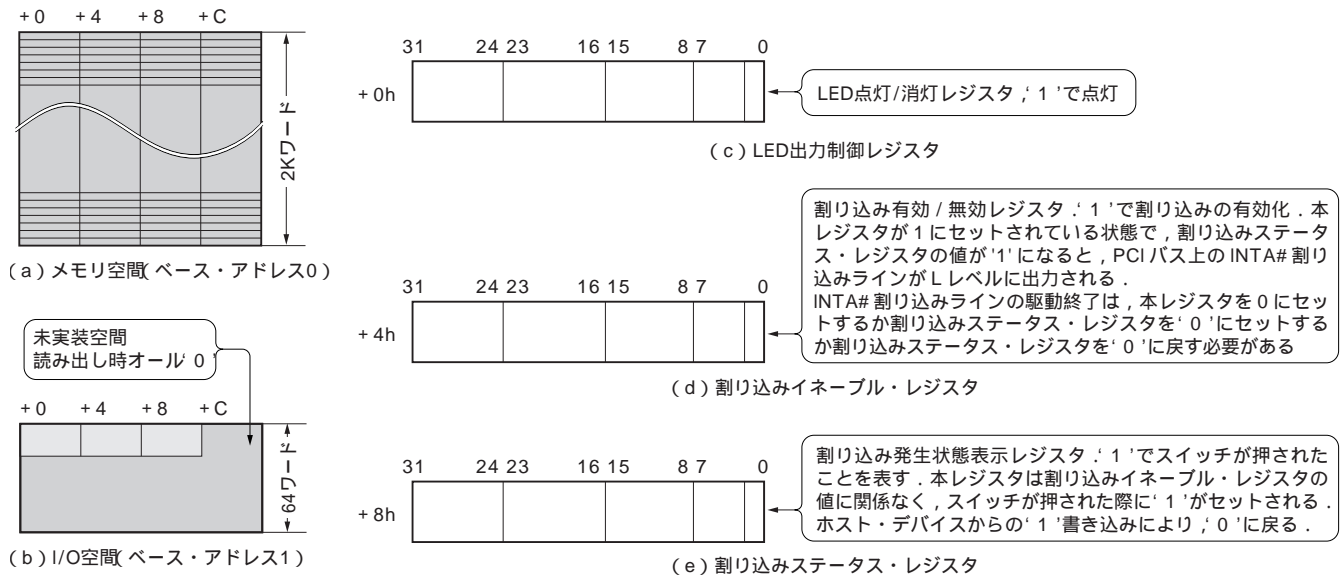 +0 +4 +8 +C
2Kワード
(a)メモリ空間(ベース・アドレス0)
未実装空間
読み出し時オール‘0’
+0 +4 +8 +C
64ワード
(b)I/O空間(ベース・アドレス1)
31 24 23 16 15 8 7 0
+0h
LED点灯/消灯レジスタ,‘1’で点灯
(c)LED出力制御レジスタ
31 24 23 16 15 8 7 0
+4h
割り込み有効/無効レジスタ.‘1’で割り込みの有効化.本
レジスタが1にセットされている状態で,割り込みステータ
ス・レジスタの値が'1'になると,PCIバス上のINTA#割り
込みラインがLレベルに出力される.
INTA#割り込みラインの駆動終了は,本レジスタを0にセッ
トするか割り込みステータス・レジスタを‘0’にセットする
か割り込みステータス・レジスタを‘0’に戻す必要がある
(d)割り込みイネーブル・レジスタ
31 24 23 16 15 8 7 0
+8h
割り込み発生状態表示レジスタ.‘1’でスイッチが押された
ことを表す.本レジスタは割り込みイネーブル・レジスタの
値に関係なく,スイッチが押された際に‘1’がセットされる.
ホスト・デバイスからの‘1’書き込みにより,‘0’に戻る.
(e)割り込みステータス・レジスタ